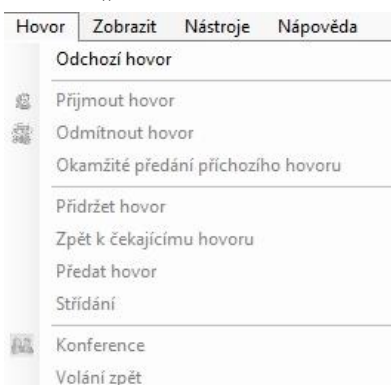 Hovor Zobrazit Nástroje Nápověda
Odchozí hovor
Přijmout hovor
Odmítnout hovor
Okamžité předání příchozího hovoru
Přidržet hovor
Zpět k čekajícímu hovoru
Předat hovor
Střídání
Konference
Volání zpět